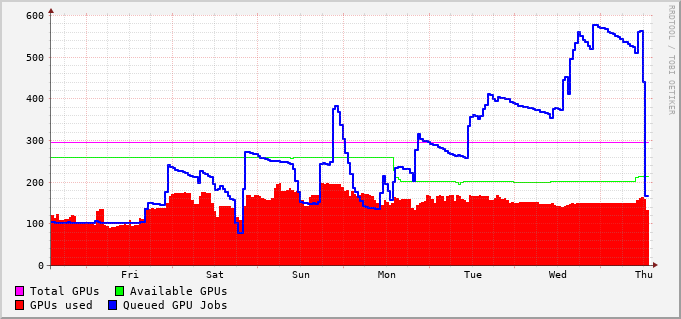 600
500
400
300
200
100
0
Fri Sat Sun Mon Tue Wed Thu
Total GPUs Available GPUs
GPUs used Queued GPU Jobs
RRDTOOL / TOBI OETIKER